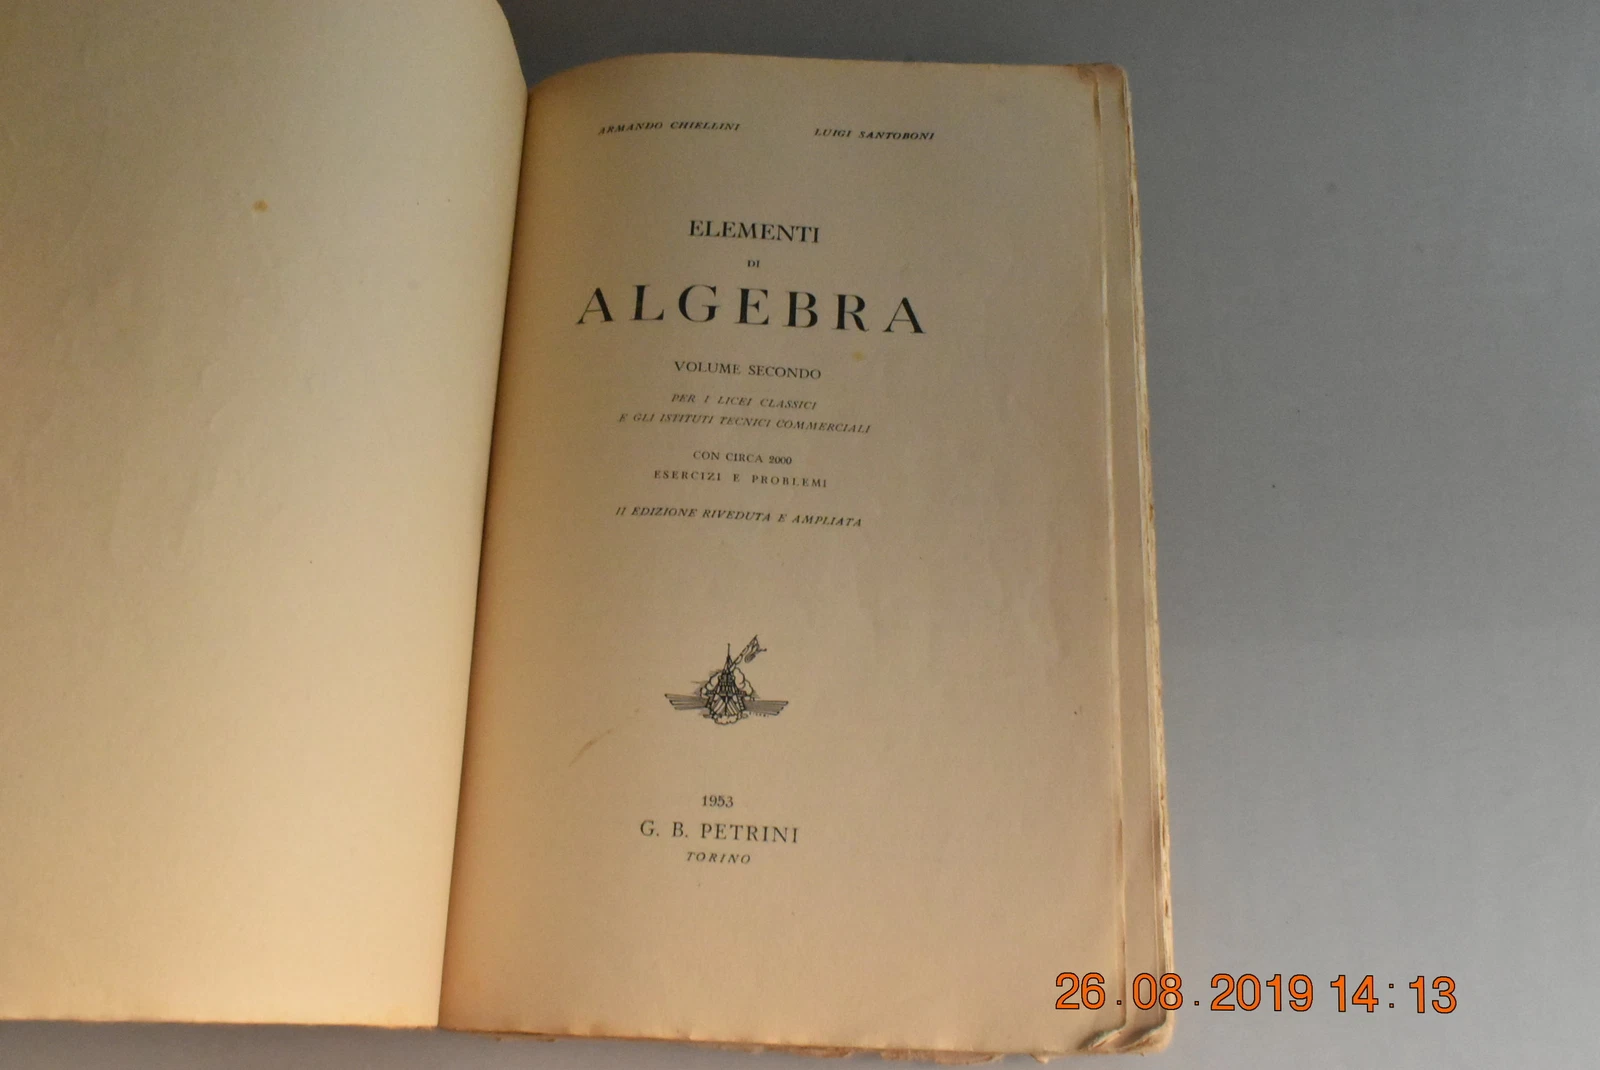 ARMANDO CHIELLINI LUIGI SANTOBONI
ELEMENTI
DI
ALGEBRA
VOLUME SECONDO
PER I LICEI CLASSICI
E GLI ISTITUTI TECNICI COMMERCIALI
CON CIRCA 2000
ESERCIZI E PROBLEMI
II EDIZIONE RIVEDUTA E AMPLIATA
1953
G. B. PETRINI
TORINO
26.08.2019 14:13